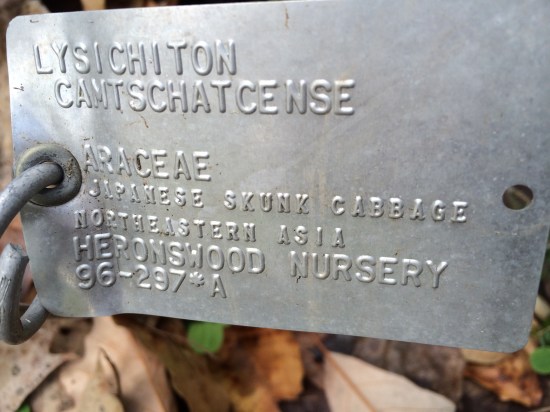 LYSICHITON
CAMTSCHATCENSE
ARACEAE
JAPANESE SKUNK CABBAGE
NORTHEASTERN ASIA
HERONSWOOD NURSERY
96-297*A